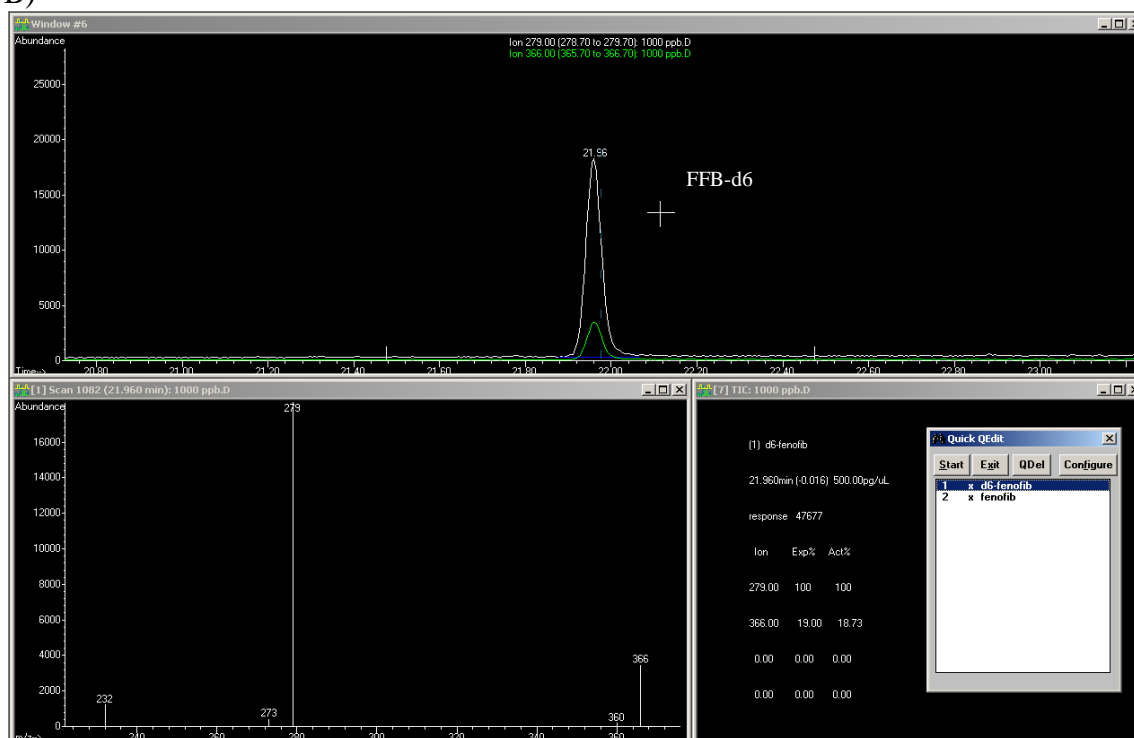 B)
Window #6
Abundance
Ion 279.00 (278.70 to 279.70): 1000 ppb.D
Ion 366.00 (365.70 to 366.70): 1000 ppb.D
25000
20000
21.96
15000
FFB-d6
10000
5000
0
Time--> 20.80 21.00 21.20 21.40 21.60 21.80 22.00 22.20 22.40 22.60 22.80 23.00
[1] Scan 1082 (21.960 min): 1000 ppb.D
Abundance
279
16000
14000
12000
10000
8000
6000
4000
366
2000
232
273
360
0
m/z--> 240 260 280 300 320 340 360
[7] TIC: 1000 ppb.D
(1) d6-fenofib
21.960min (-0.016) 500.00pg/uL
response 47677
Ion Exp% Act%
279.00 100 100
366.00 19.00 18.73
0.00 0.00 0.00
0.00 0.00 0.00
Quick QEdit
Start Exit QDel Configure
1 x d6-fenofib
2 x fenofib